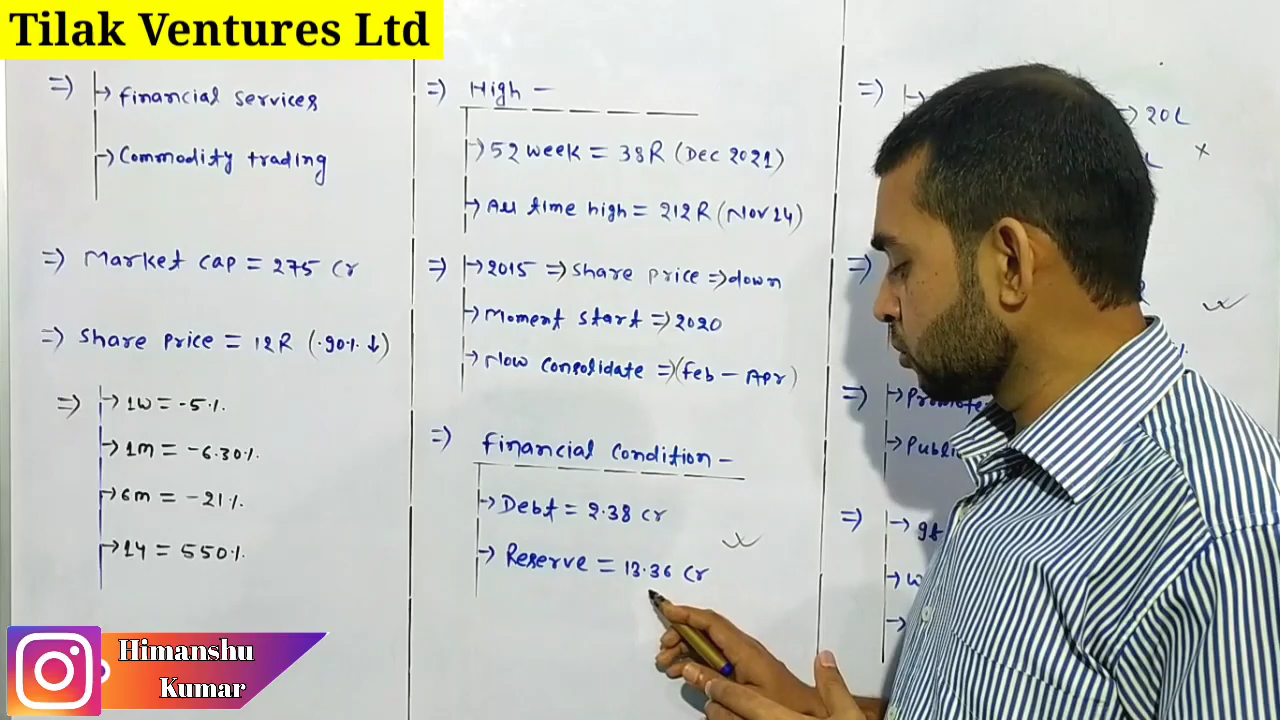 Tilak Ventures Ltd
=> → Financial services
→ Commodity trading
=> Market cap = 275 Cr
=> Share price = 12R (.90%↓)
=> → 1W = -5%.
→ 1m = -6.30%.
→ 6m = -21%.
→ 1Y = 550%.
=> High -
→ 52 week = 38R (Dec 2021)
→ All time high = 212R (Nov 14)
=> → 2015 => Share price => down
→ Moment start => 2020
→ Now consolidate => (Feb - Apr)
=> Financial Condition -
→ Debt = 2.38 cr
→ Reserve = 13.36 Cr
=> → 20L
=>
=> → Promote
→ Publi
=> →
Himanshu
Kumar